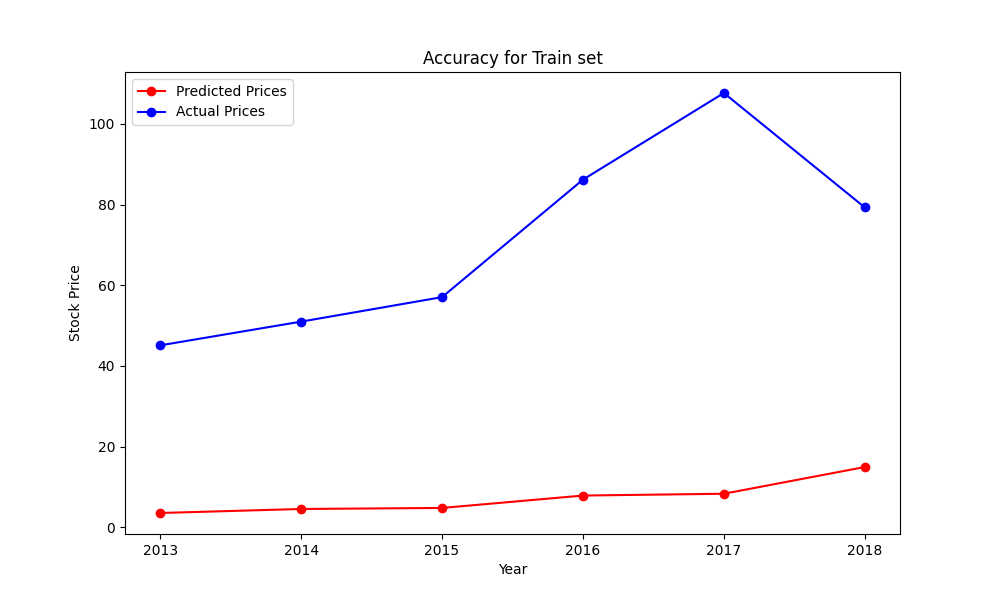 Accuracy for Train set
Predicted Prices
Actual Prices
100
80
60
40
20
0
Stock Price
2013 2014 2015 2016 2017 2018
Year